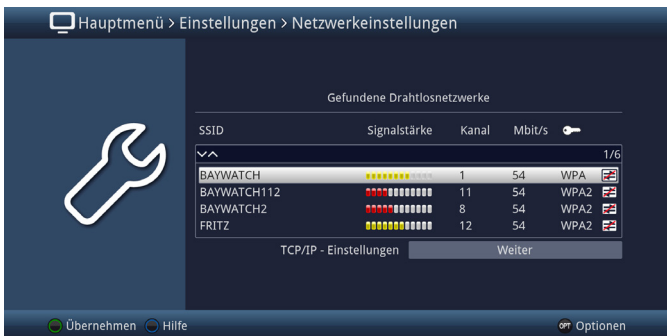 Hauptmenü > Einstellungen > Netzwerkeinstellungen
Gefundene Drahtlosnetzwerke
SSID Signalstärke Kanal Mbit/s
1/6
BAYWATCH 1 54 WPA
BAYWATCH112 11 54 WPA2
BAYWATCH2 8 54 WPA2
FRITZ 12 54 WPA2
TCP/IP - Einstellungen Weiter
Übernehmen Hilfe OPT Optionen